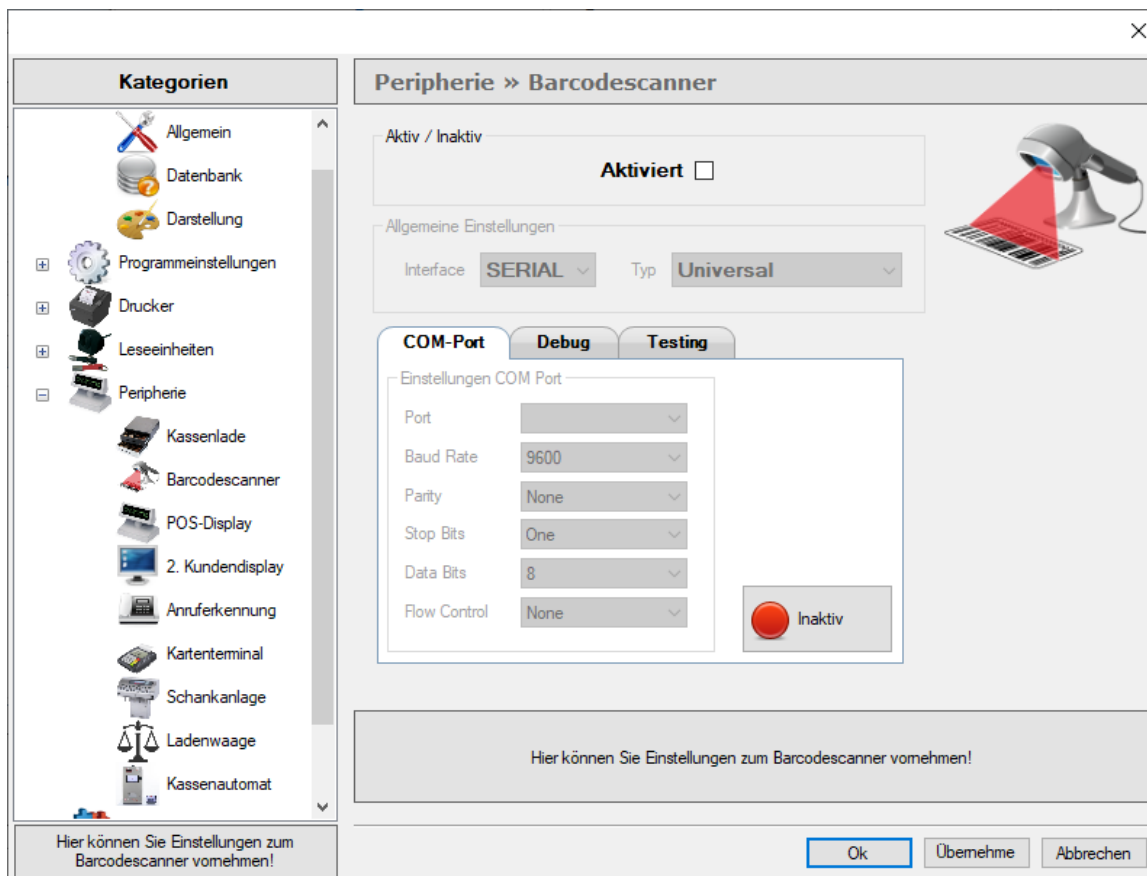 Kategorien
Allgemein
Datenbank
Darstellung
Programmeinstellungen
Drucker
Leseeinheiten
Peripherie
Kassenlade
Barcodescanner
POS-Display
2. Kundendisplay
Anruferkennung
Kartenterminal
Schankanlage
Ladenwaage
Kassenautomat
Hier können Sie Einstellungen zum
Barcodescanner vornehmen!
Peripherie » Barcodescanner
Aktiv / Inaktiv
Aktiviert
Allgemeine Einstellungen
Interface SERIAL Typ Universal
COM-Port Debug Testing
Einstellungen COM Port
Port
Baud Rate 9600
Parity None
Stop Bits One
Data Bits 8
Flow Control None
Inaktiv
Hier können Sie Einstellungen zum Barcodescanner vornehmen!
Ok Übernehme Abbrechen